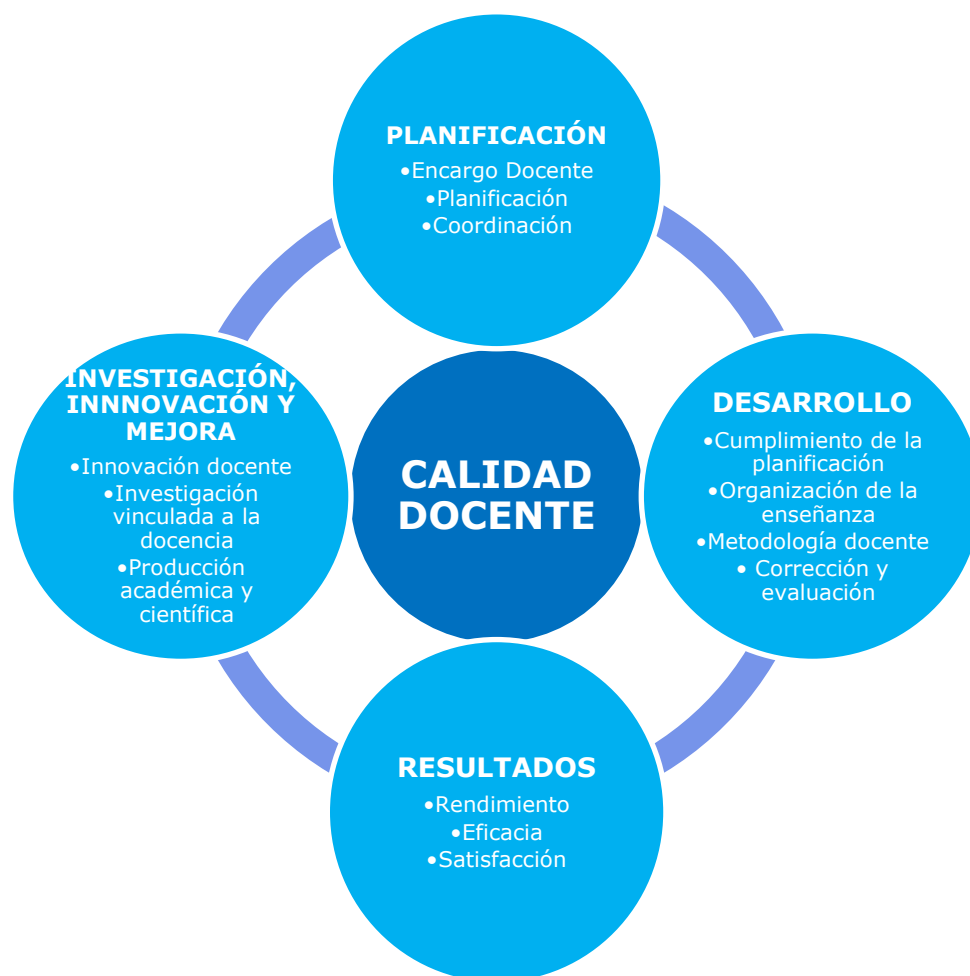 PLANIFICACIÓN
•Encargo Docente
•Planificación
•Coordinación
INVESTIGACIÓN,
INNNOVACIÓN Y
MEJORA
•Innovación docente
•Investigación
vinculada a la
docencia
•Producción
académica y
científica
CALIDAD
DOCENTE
DESARROLLO
•Cumplimiento de la
planificación
•Organización de la
enseñanza
•Metodología docente
• Corrección y
evaluación
RESULTADOS
•Rendimiento
•Eficacia
•Satisfacción